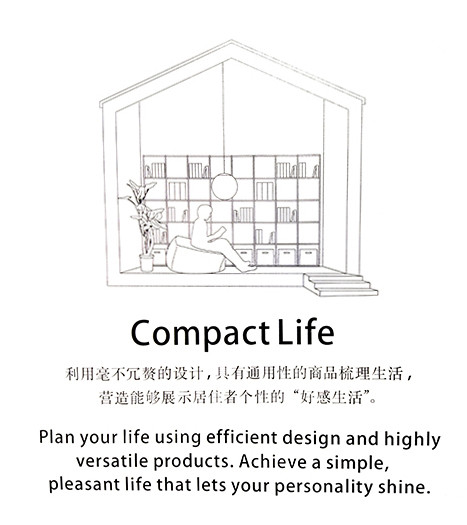 Compact Life
利用毫不冗赘的设计，具有通用性的商品梳理生活，
营造能够展示居住者个性的“好感生活”。
Plan your life using efficient design and highly
versatile products. Achieve a simple,
pleasant life that lets your personality shine.